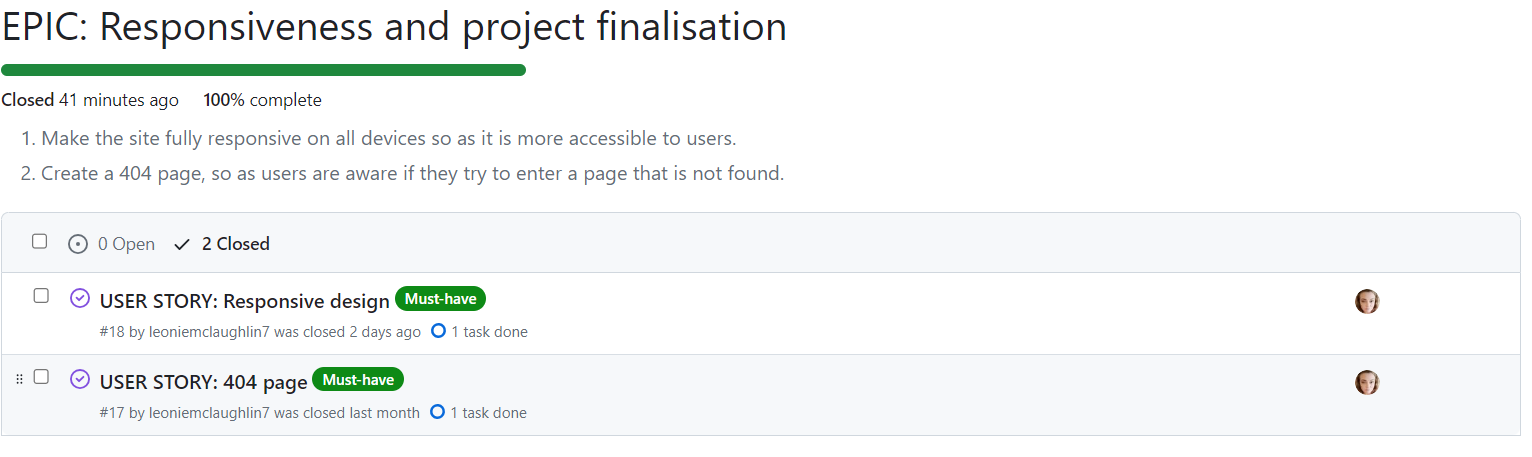 EPIC: Responsiveness and project finalisation
Closed 41 minutes ago 100% complete
1. Make the site fully responsive on all devices so as it is more accessible to users.
2. Create a 404 page, so as users are aware if they try to enter a page that is not found.
0 Open 2 Closed
USER STORY: Responsive design Must-have
#18 by leoniemclaughlin7 was closed 2 days ago 1 task done
USER STORY: 404 page Must-have
#17 by leoniemclaughlin7 was closed last month 1 task done